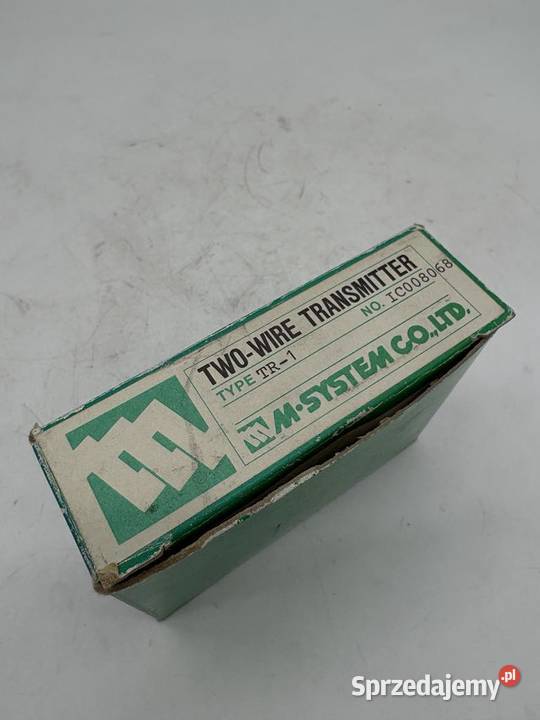 TWO-WIRE TRANSMITTER
TYPE TR-1 NO. IC008068
M·SYSTEM CO.,LTD.
Sprzedajemy.pl